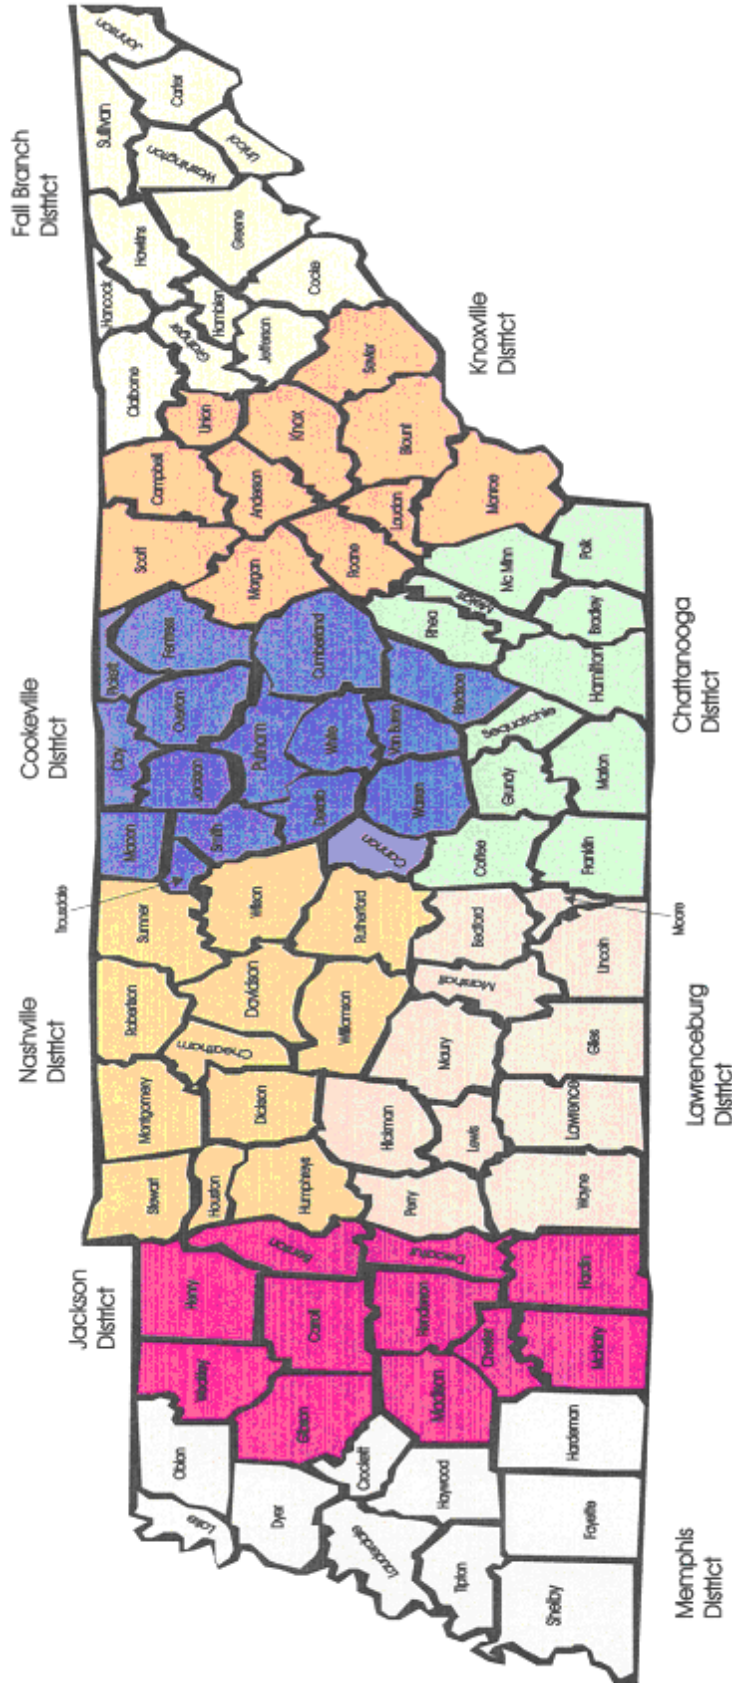 Jackson
District
Nashville
District
Cookeville
District
Fall Branch
District
Trousdale
Lake
Obion
Weakley
Henry
Stewart
Montgomery
Robertson
Sumner
Macon
Clay
Pickett
Scott
Campbell
Claiborne
Hancock
Hawkins
Sullivan
Johnson
Dyer
Gibson
Carroll
Benton
Houston
Humphreys
Dickson
Cheatham
Davidson
Wilson
Smith
Jackson
Overton
Fentress
Putnam
Morgan
Anderson
Union
Grainger
Hamblen
Jefferson
Greene
Washington
Carter
Unicoi
Cocke
Lauderdale
Crockett
Madison
Henderson
Decatur
Perry
Hickman
Williamson
Rutherford
Cannon
Dekalb
White
Cumberland
Roane
Loudon
Knox
Blount
Sevier
Tipton
Haywood
Chester
Lewis
Maury
Marshall
Bedford
Coffee
Warren
Van Buren
Bledsoe
Rhea
Meigs
Mc Minn
Monroe
Shelby
Fayette
Hardeman
McNairy
Hardin
Wayne
Lawrence
Giles
Lincoln
Franklin
Grundy
Sequatchie
Marion
Hamilton
Bradley
Polk
Moore
Memphis
District
Lawrenceburg
District
Chattanooga
District
Knoxville
District